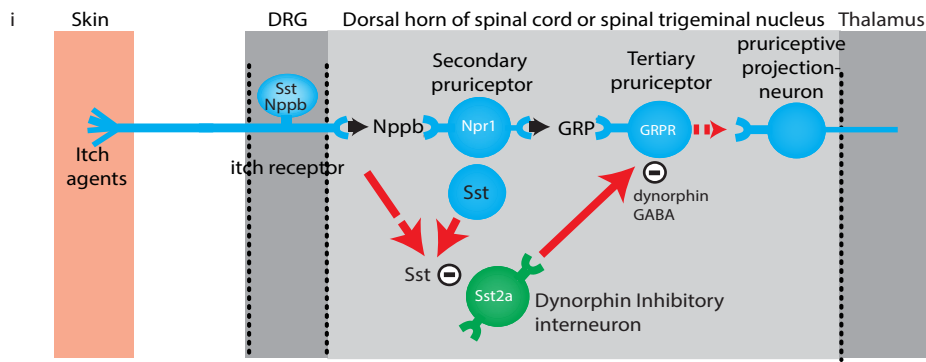 i
Skin
DRG
Dorsal horn of spinal cord or spinal trigeminal nucleus
Thalamus
Secondary
pruriceptor
Tertiary
pruriceptor
pruriceptive
projection-
neuron
Sst
Nppb
Nppb
Npr1
GRP
GRPR
Itch
agents
itch receptor
Sst
dynorphin
GABA
Sst
Sst2a
Dynorphin Inhibitory
interneuron